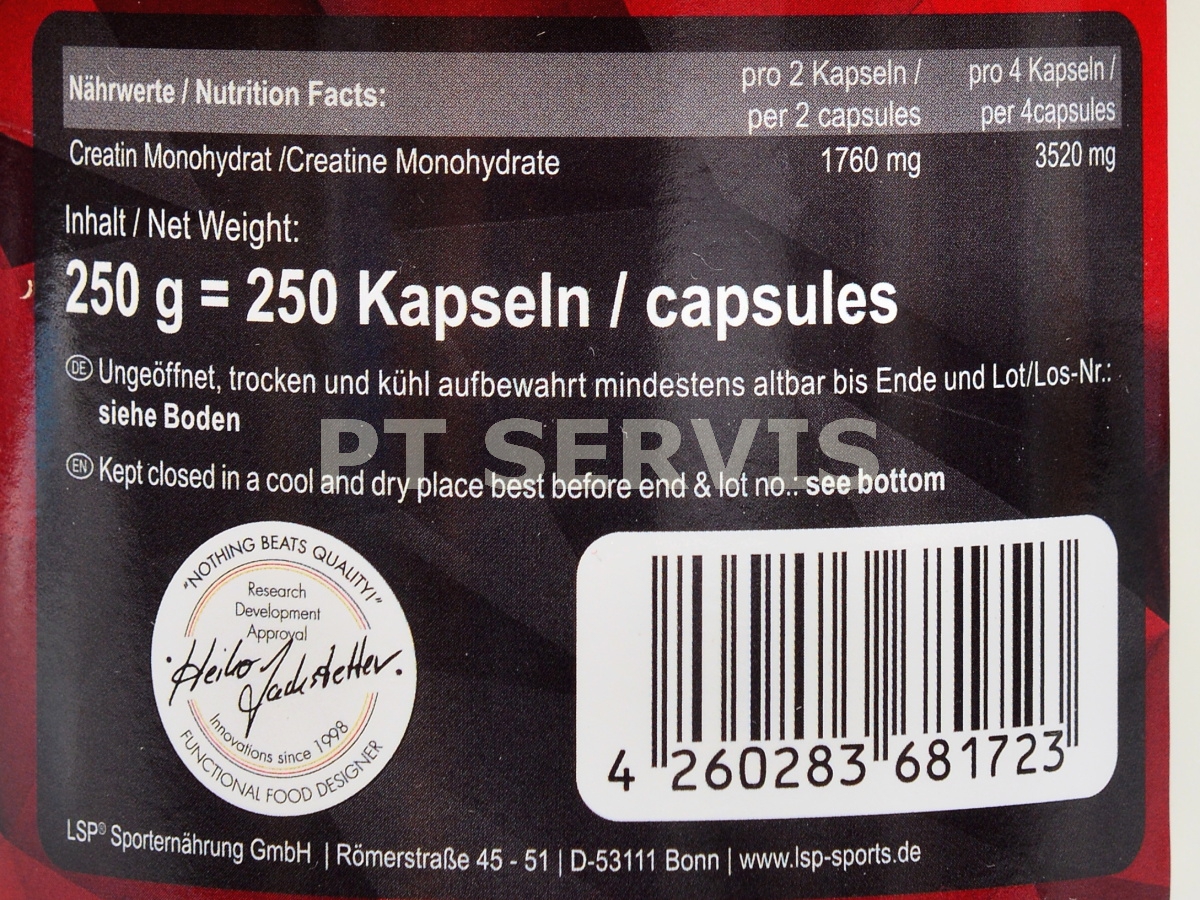 Nährwerte / Nutrition Facts:
pro 2 Kapseln /
per 2 capsules
pro 4 Kapseln /
per 4capsules
Creatin Monohydrat /Creatine Monohydrate 1760 mg 3520 mg
Inhalt / Net Weight:
250 g = 250 Kapseln / capsules
DE Ungeöffnet, trocken und kühl aufbewahrt mindestens altbar bis Ende und Lot/Los-Nr.:
siehe Boden
PT SERVIS
EN Kept closed in a cool and dry place best before end & lot no.: see bottom
"NOTHING BEATS QUALITY!"
Research
Development
Approval
Heiko Jackstetter
Innovations since 1998
FUNCTIONAL FOOD DESIGNER
4 260283 681723
LSP® Sporternährung GmbH | Römerstraße 45 - 51 | D-53111 Bonn | www.lsp-sports.de